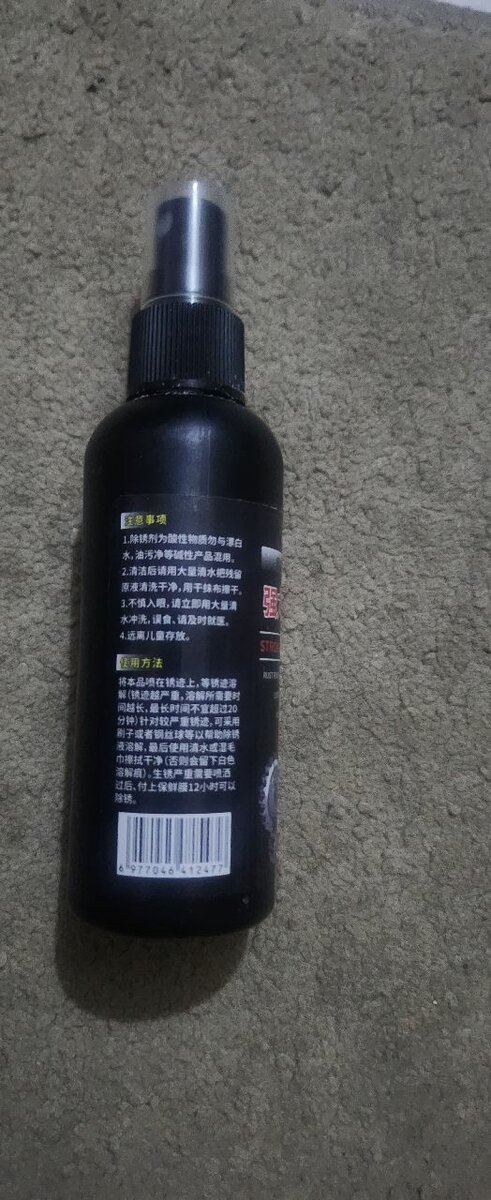 注意事项
1.除锈剂为酸性物质勿与漂白
水,油污净等碱性产品混用。
2.清洁后请用大量清水把残留
原液清洗干净,用干抹布擦干。
3.不慎入眼,请立即用大量清
水冲洗,误食、请及时就医。
4.远离儿童存放。
使用方法
将本品喷在锈迹上,等锈迹溶
解(锈迹越严重,溶解所需要时
间越长,最长时间不宜超过20
分钟)针对较严重锈迹,可采用
刷子或者钢丝球等以帮助除锈
液溶解,最后使用清水或湿毛
巾擦拭干净(否则会留下白色
溶解痕)。生锈严重需要喷洒
过后、付上保鲜膜12小时可以
除锈。
6 977046 412477
强
STRO
RUST R